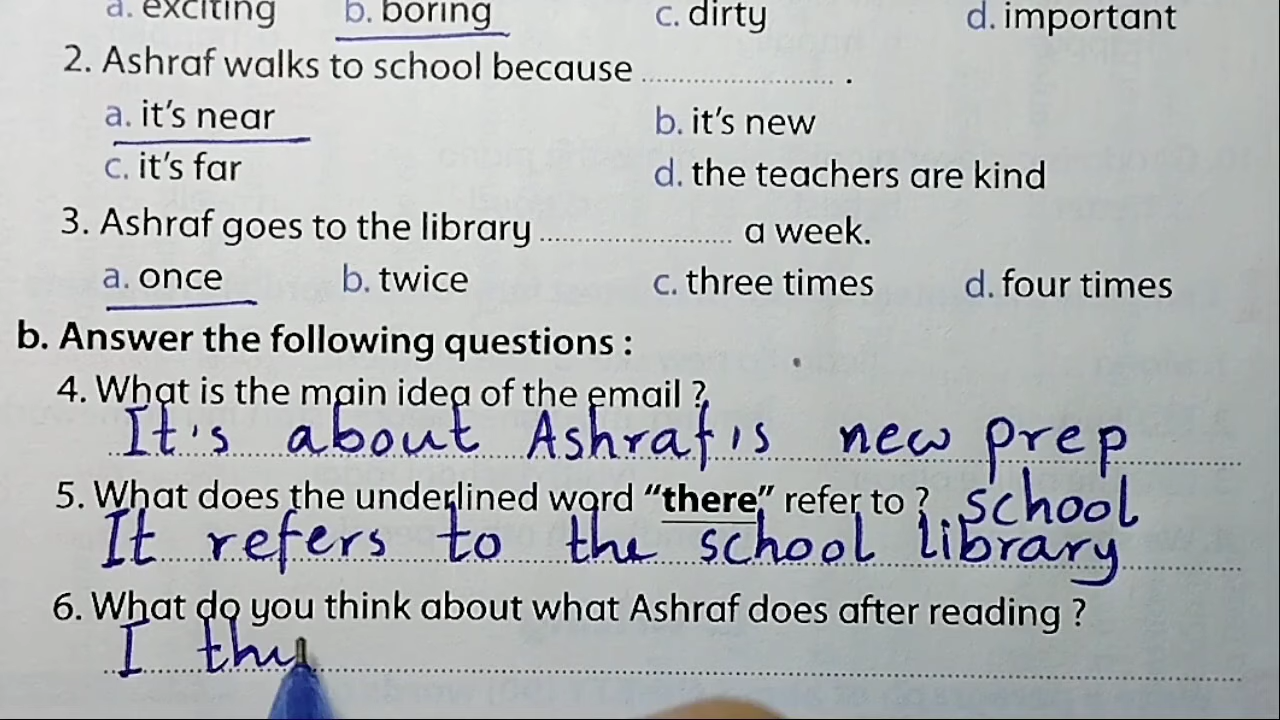 a. exciting b. boring c. dirty d. important
2. Ashraf walks to school because .................... .
a. it's near b. it's new
c. it's far d. the teachers are kind
3. Ashraf goes to the library .................... a week.
a. once b. twice c. three times d. four times
b. Answer the following questions :
4. What is the main idea of the email ?
It's about Ashraf's new prep
school
5. What does the underlined word “there” refer to ?
It refers to the school library
6. What do you think about what Ashraf does after reading ?
I